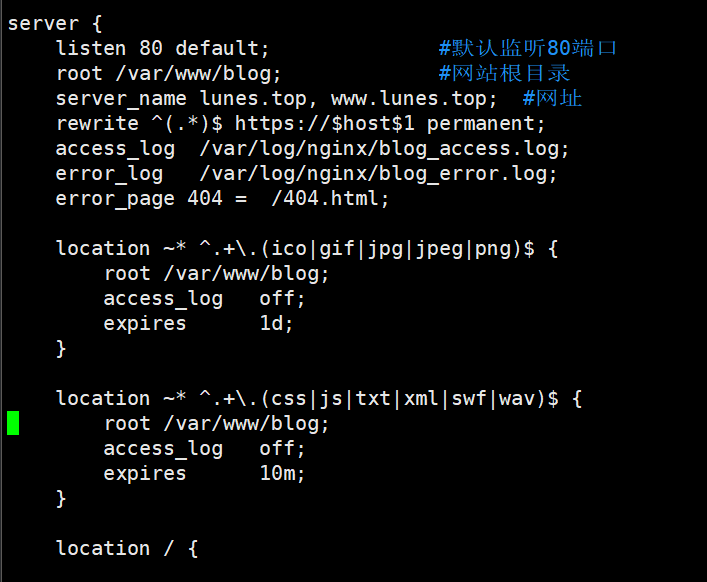 server {
    listen 80 default;              #默认监听80端口
    root /var/www/blog;             #网站根目录
    server_name lunes.top, www.lunes.top;  #网址
    rewrite ^(.*)$ https://$host$1 permanent;
    access_log  /var/log/nginx/blog_access.log;
    error_log   /var/log/nginx/blog_error.log;
    error_page 404 =  /404.html;

    location ~* ^.+\.(ico|gif|jpg|jpeg|png)$ {
        root /var/www/blog;
        access_log   off;
        expires      1d;
    }

    location ~* ^.+\.(css|js|txt|xml|swf|wav)$ {
        root /var/www/blog;
        access_log   off;
        expires      10m;
    }

    location / {